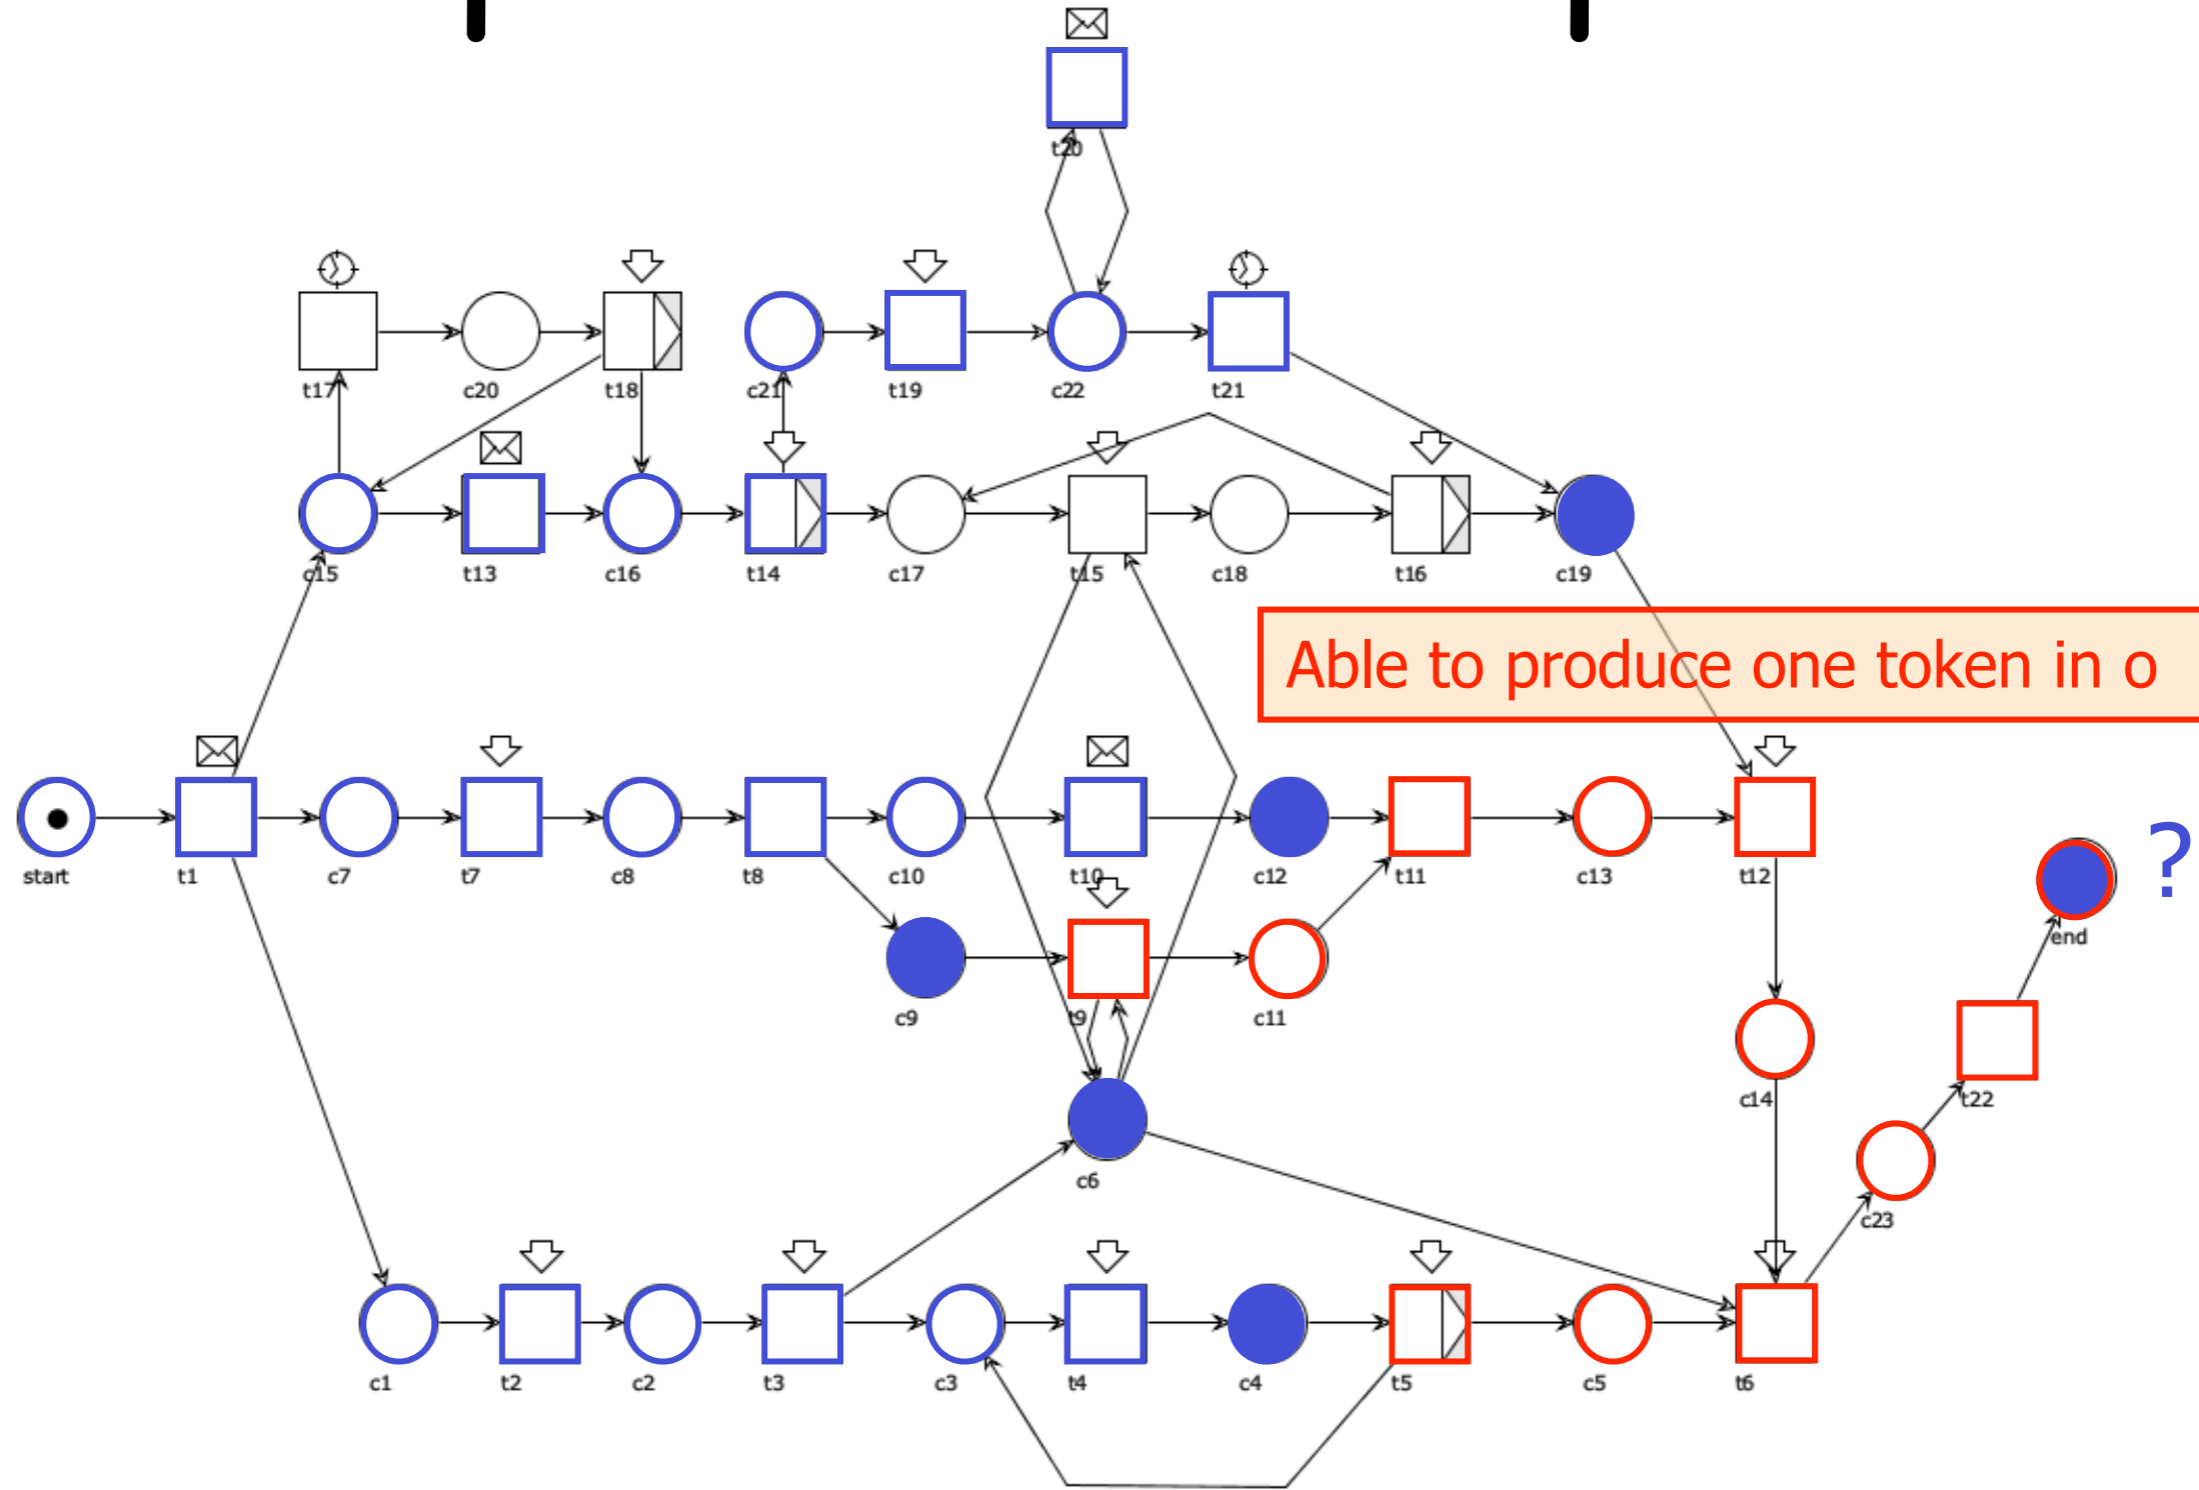 t20
t17 c20 t18 c21 t19 c22 t21
c15 t13 c16 t14 c17 t15 c18 t16 c19
Able to produce one token in o
?
start t1 c7 t7 c8 t8 c10 t10 c12 t11 c13 t12
end
c9 t9 c11
c14 t22
c6
c23
c1 t2 c2 t3 c3 t4 c4 t5 c5 t6